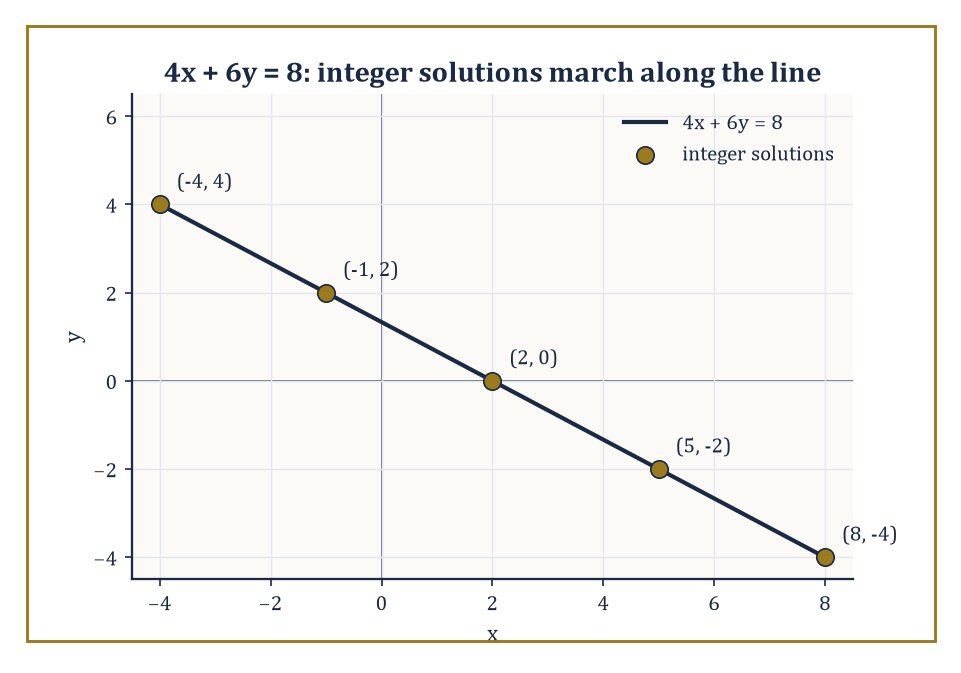 4x + 6y = 8: integer solutions march along the line
6
4
2
0
−2
−4
y
4x + 6y = 8
integer solutions
(-4, 4)
(-1, 2)
(2, 0)
(5, -2)
(8, -4)
−4 −2 0 2 4 6 8
x